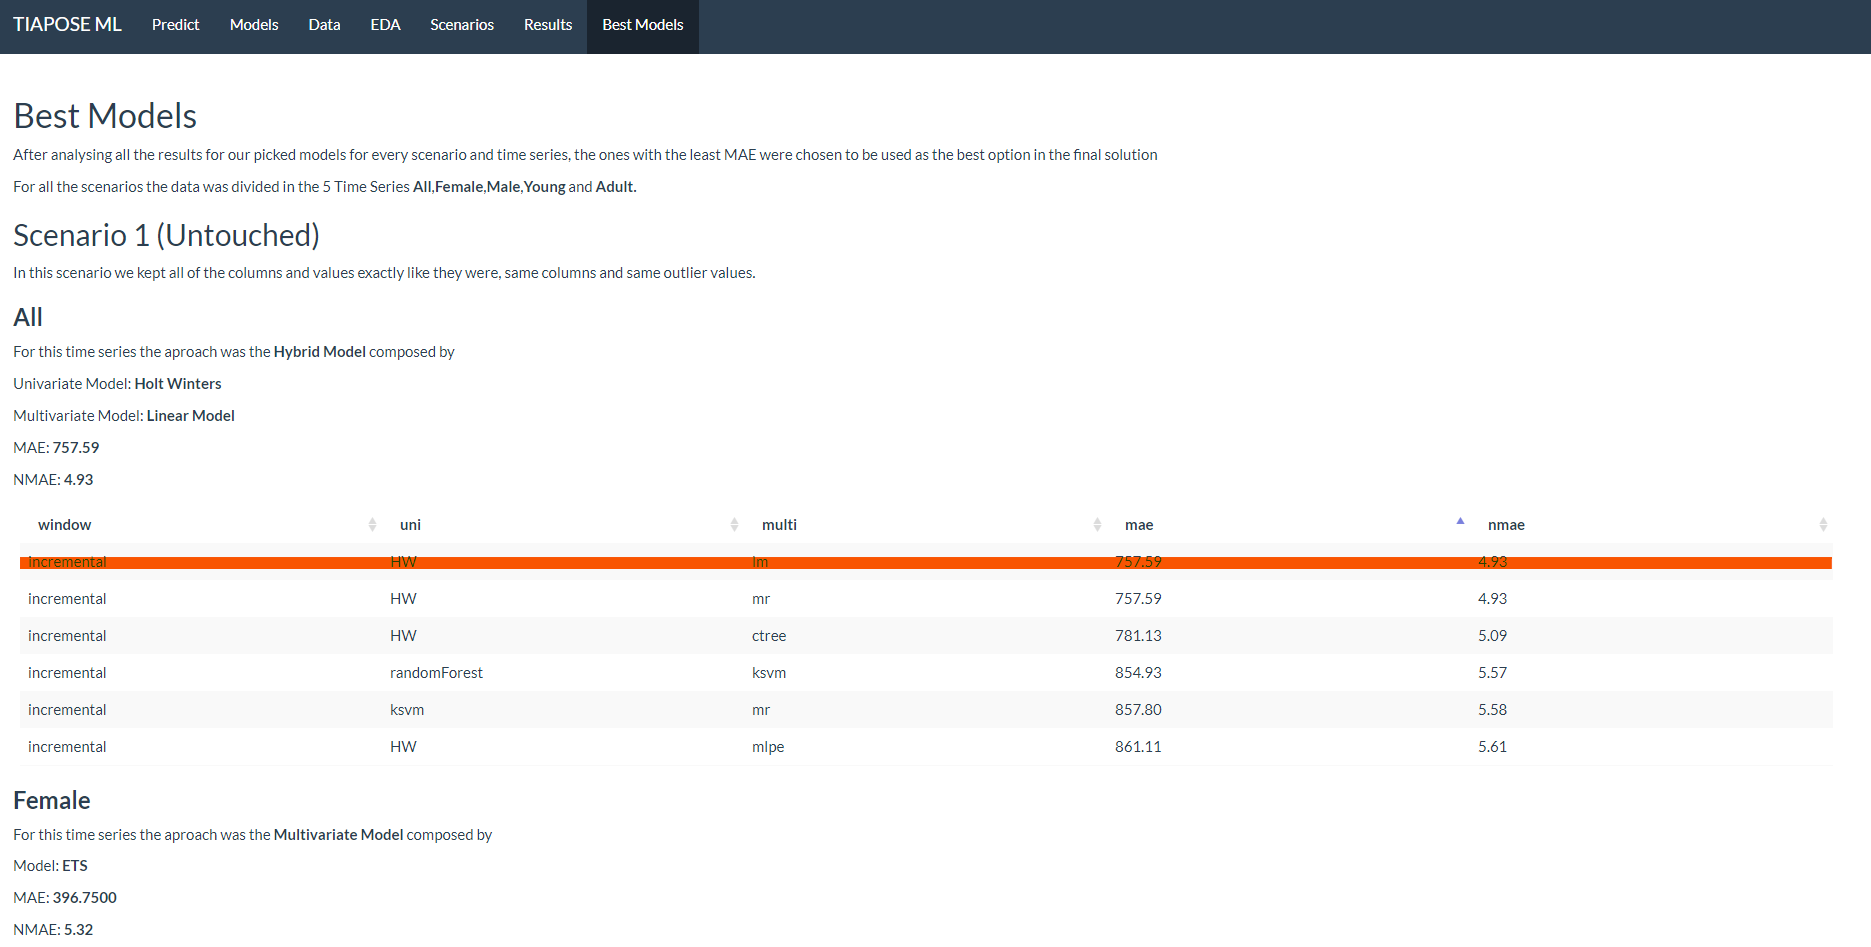 TIAPOSE ML Predict Models Data EDA Scenarios Results Best Models
Best Models
After analysing all the results for our picked models for every scenario and time series, the ones with the least MAE were chosen to be used as the best option in the final solution
For all the scenarios the data was divided in the 5 Time Series All,Female,Male,Young and Adult.
Scenario 1 (Untouched)
In this scenario we kept all of the columns and values exactly like they were, same columns and same outlier values.
All
For this time series the aproach was the Hybrid Model composed by
Univariate Model: Holt Winters
Multivariate Model: Linear Model
MAE: 757.59
NMAE: 4.93
window uni multi mae nmae
incremental HW lm 757.59 4.93
incremental HW mr 757.59 4.93
incremental HW ctree 781.13 5.09
incremental randomForest ksvm 854.93 5.57
incremental ksvm mr 857.80 5.58
incremental HW mlpe 861.11 5.61
Female
For this time series the aproach was the Multivariate Model composed by
Model: ETS
MAE: 396.7500
NMAE: 5.32